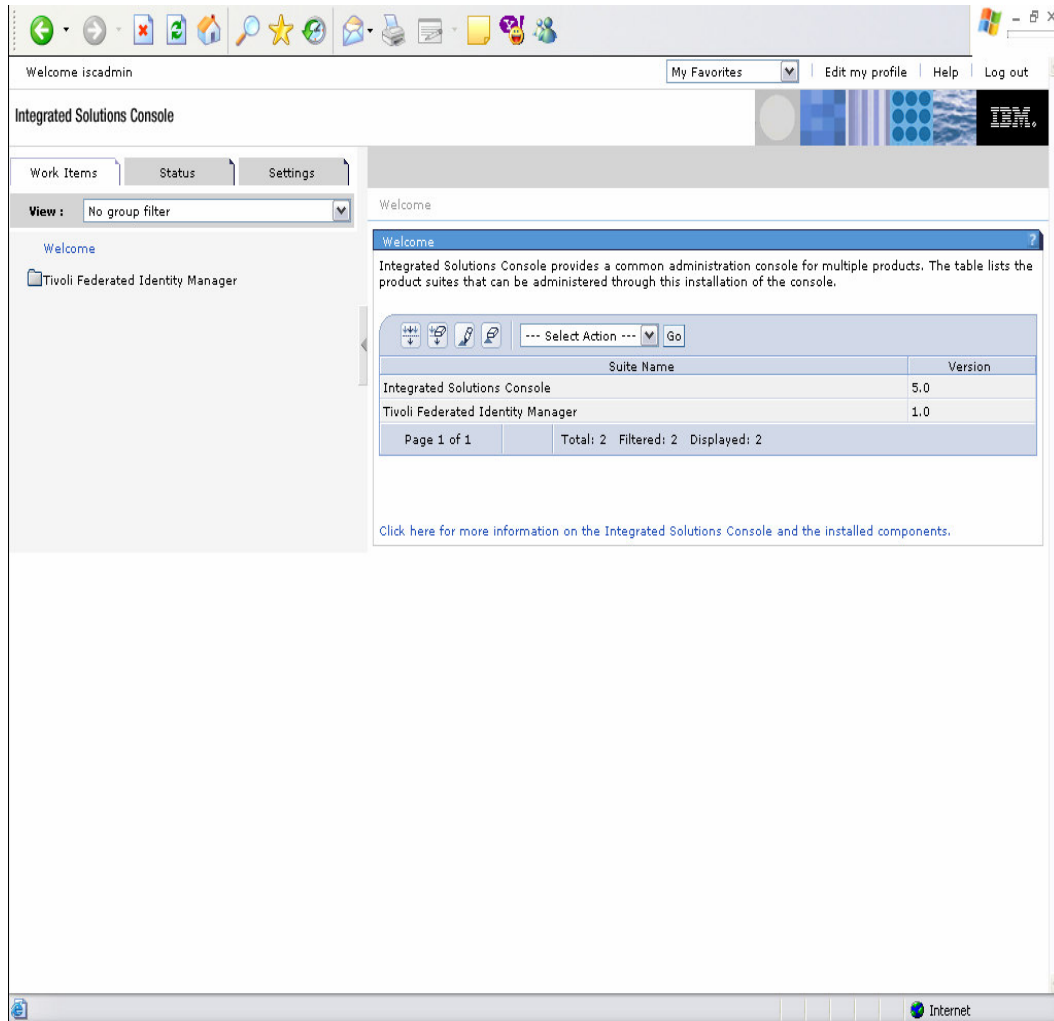 Welcome iscadmin
My Favorites
Edit my profile
Help
Log out
Integrated Solutions Console
IBM.
Work Items
Status
Settings
View :
No group filter
Welcome
Tivoli Federated Identity Manager
Welcome
Welcome
?
Integrated Solutions Console provides a common administration console for multiple products. The table lists the
product suites that can be administered through this installation of the console.
--- Select Action ---
Go
Suite Name
Version
Integrated Solutions Console
5.0
Tivoli Federated Identity Manager
1.0
Page 1 of 1
Total: 2 Filtered: 2 Displayed: 2
Click here for more information on the Integrated Solutions Console and the installed components.
Internet